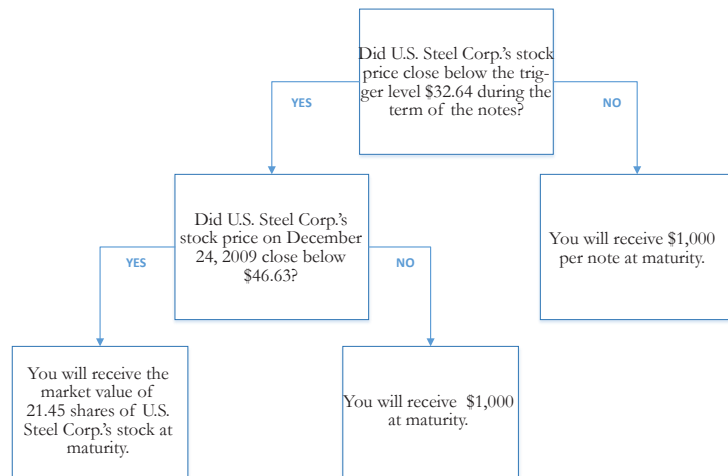 Did U.S. Steel Corp.'s stock
price close below the trig-
ger level $32.64 during the
term of the notes?
YES
NO
Did U.S. Steel Corp.'s
stock price on December
24, 2009 close below
$46.63?
You will receive $1,000
per note at maturity.
YES
NO
You will receive the
market value of
21.45 shares of U.S.
Steel Corp.'s stock at
maturity.
You will receive  $1,000
at maturity.